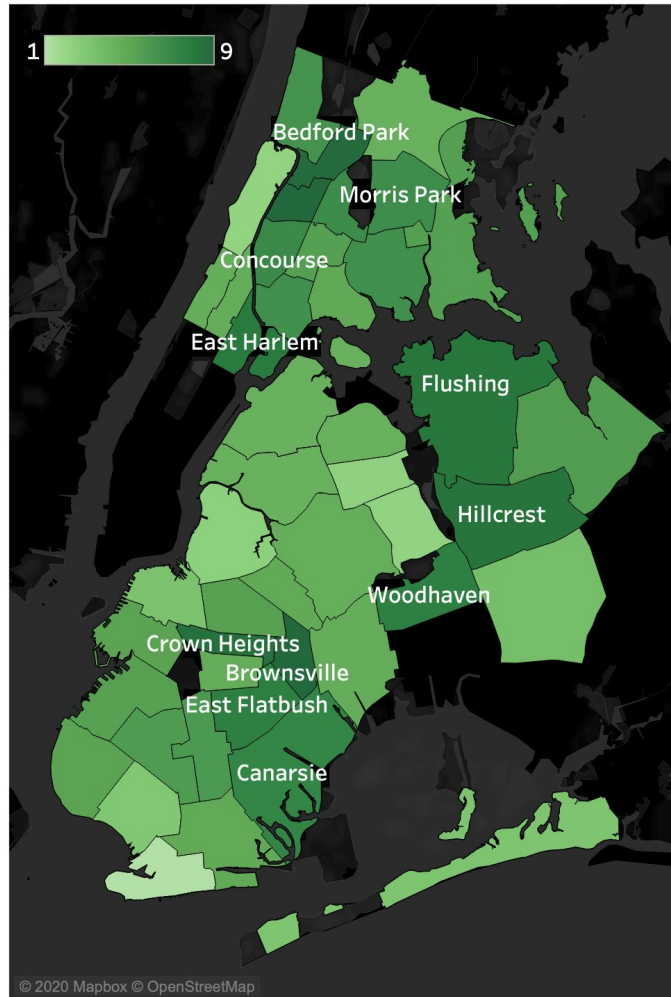 1 9
Bedford Park
Morris Park
Concourse
East Harlem
Flushing
Hillcrest
Woodhaven
Crown Heights
Brownsville
East Flatbush
Canarsie
© 2020 Mapbox © OpenStreetMap